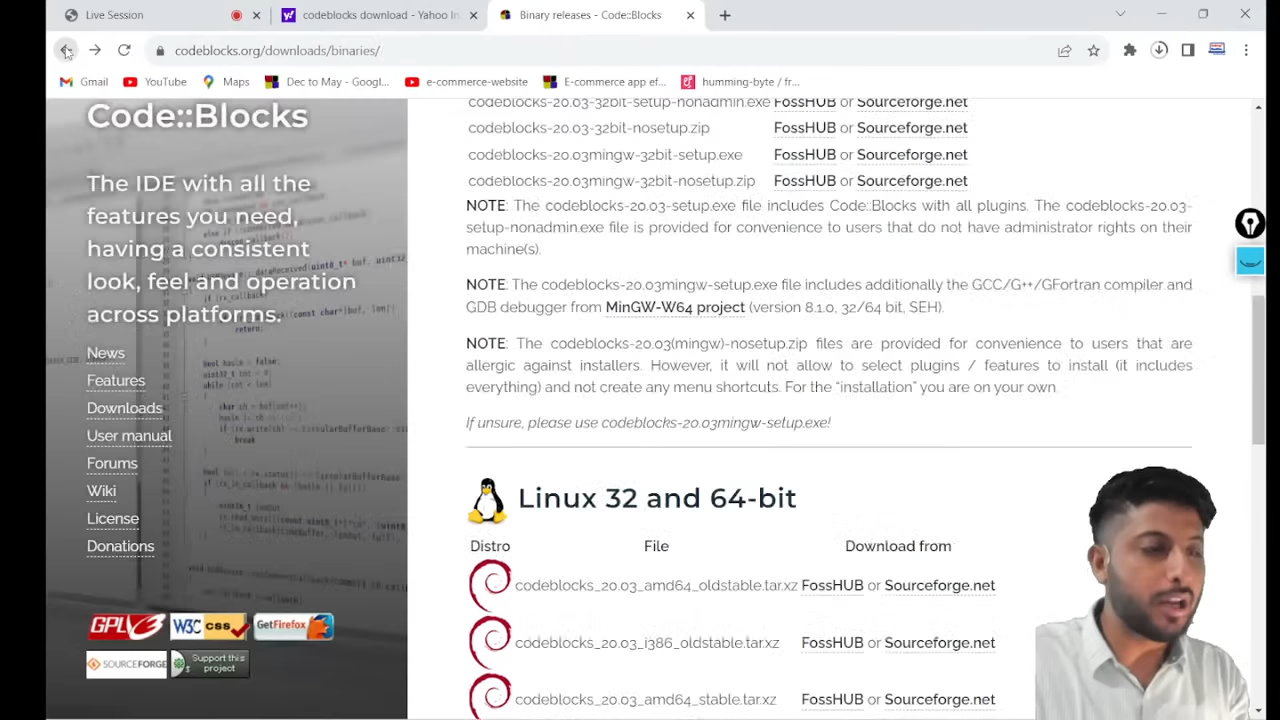 Live Session
codeblocks download - Yahoo In
Binary releases - Code::Blocks
codeblocks.org/downloads/binaries/
Gmail
YouTube
Maps
Dec to May - Googl...
e-commerce-website
E-commerce app ef...
humming-byte / fr...
Code::Blocks
The IDE with all the
features you need,
having a consistent
look, feel and operation
across platforms.
News
Features
Downloads
User manual
Forums
Wiki
License
Donations
GPLv3
W3C css
GetFirefox
SOURCEFORGE
Support this
project
codeblocks-20.03-32bit-setup-nonadmin.exe FossHUB or Sourceforge.net
codeblocks-20.03-32bit-nosetup.zip FossHUB or Sourceforge.net
codeblocks-20.03mingw-32bit-setup.exe FossHUB or Sourceforge.net
codeblocks-20.03mingw-32bit-nosetup.zip FossHUB or Sourceforge.net
NOTE: The codeblocks-20.03-setup.exe file includes Code::Blocks with all plugins. The codeblocks-20.03-
setup-nonadmin.exe file is provided for convenience to users that do not have administrator rights on their
machine(s).
NOTE: The codeblocks-20.03mingw-setup.exe file includes additionally the GCC/G++/GFortran compiler and
GDB debugger from MinGW-W64 project (version 8.1.0, 32/64 bit, SEH).
NOTE: The codeblocks-20.03(mingw)-nosetup.zip files are provided for convenience to users that are
allergic against installers. However, it will not allow to select plugins / features to install (it includes
everything) and not create any menu shortcuts. For the "installation" you are on your own.
If unsure, please use codeblocks-20.03mingw-setup.exe!
Linux 32 and 64-bit
Distro File Download from
codeblocks_20.03_amd64_oldstable.tar.xz FossHUB or Sourceforge.net
codeblocks_20.03_i386_oldstable.tar.xz FossHUB or Sourceforge.net
codeblocks_20.03_amd64_stable.tar.xz FossHUB or Sourceforge.net